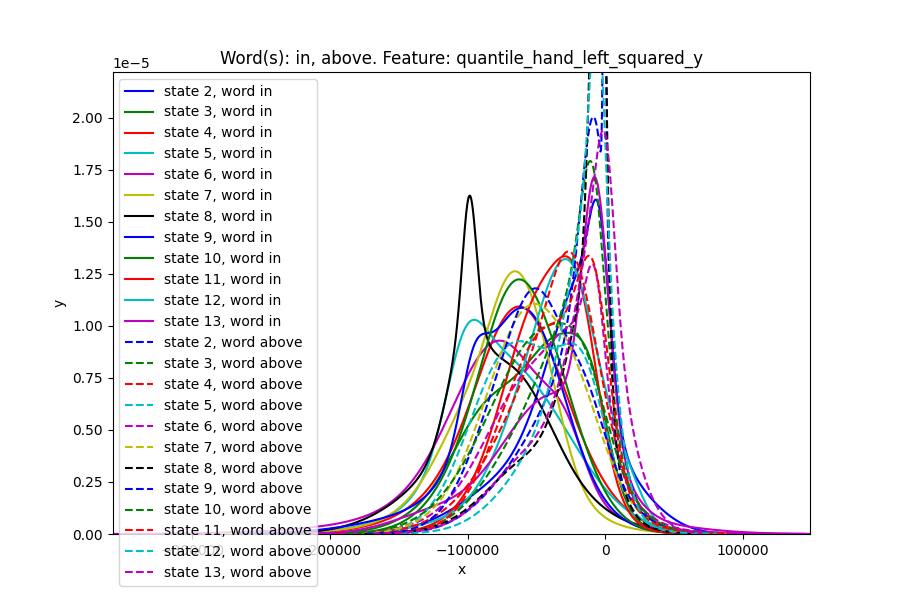 Word(s): in, above. Feature: quantile_hand_left_squared_y
1e−5
2.00
1.75
1.50
1.25
1.00
0.75
0.50
0.25
0.00
y
state 2, word in
state 3, word in
state 4, word in
state 5, word in
state 6, word in
state 7, word in
state 8, word in
state 9, word in
state 10, word in
state 11, word in
state 12, word in
state 13, word in
state 2, word above
state 3, word above
state 4, word above
state 5, word above
state 6, word above
state 7, word above
state 8, word above
state 9, word above
state 10, word above
state 11, word above
state 12, word above
state 13, word above
−100000
0
100000
x